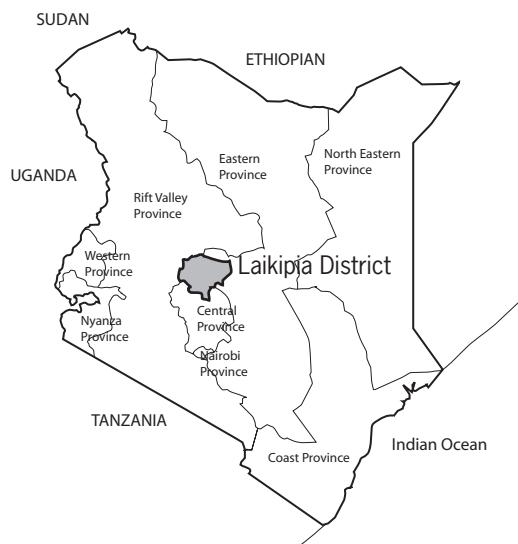 SUDAN
ETHIOPIAN
Eastern
Province
North Eastern
Province
UGANDA
Rift Valley
Province
Western
Province
Laikipia District
Central
Province
Nyanza
Province
Nairobi
Province
TANZANIA
Indian Ocean
Coast Province